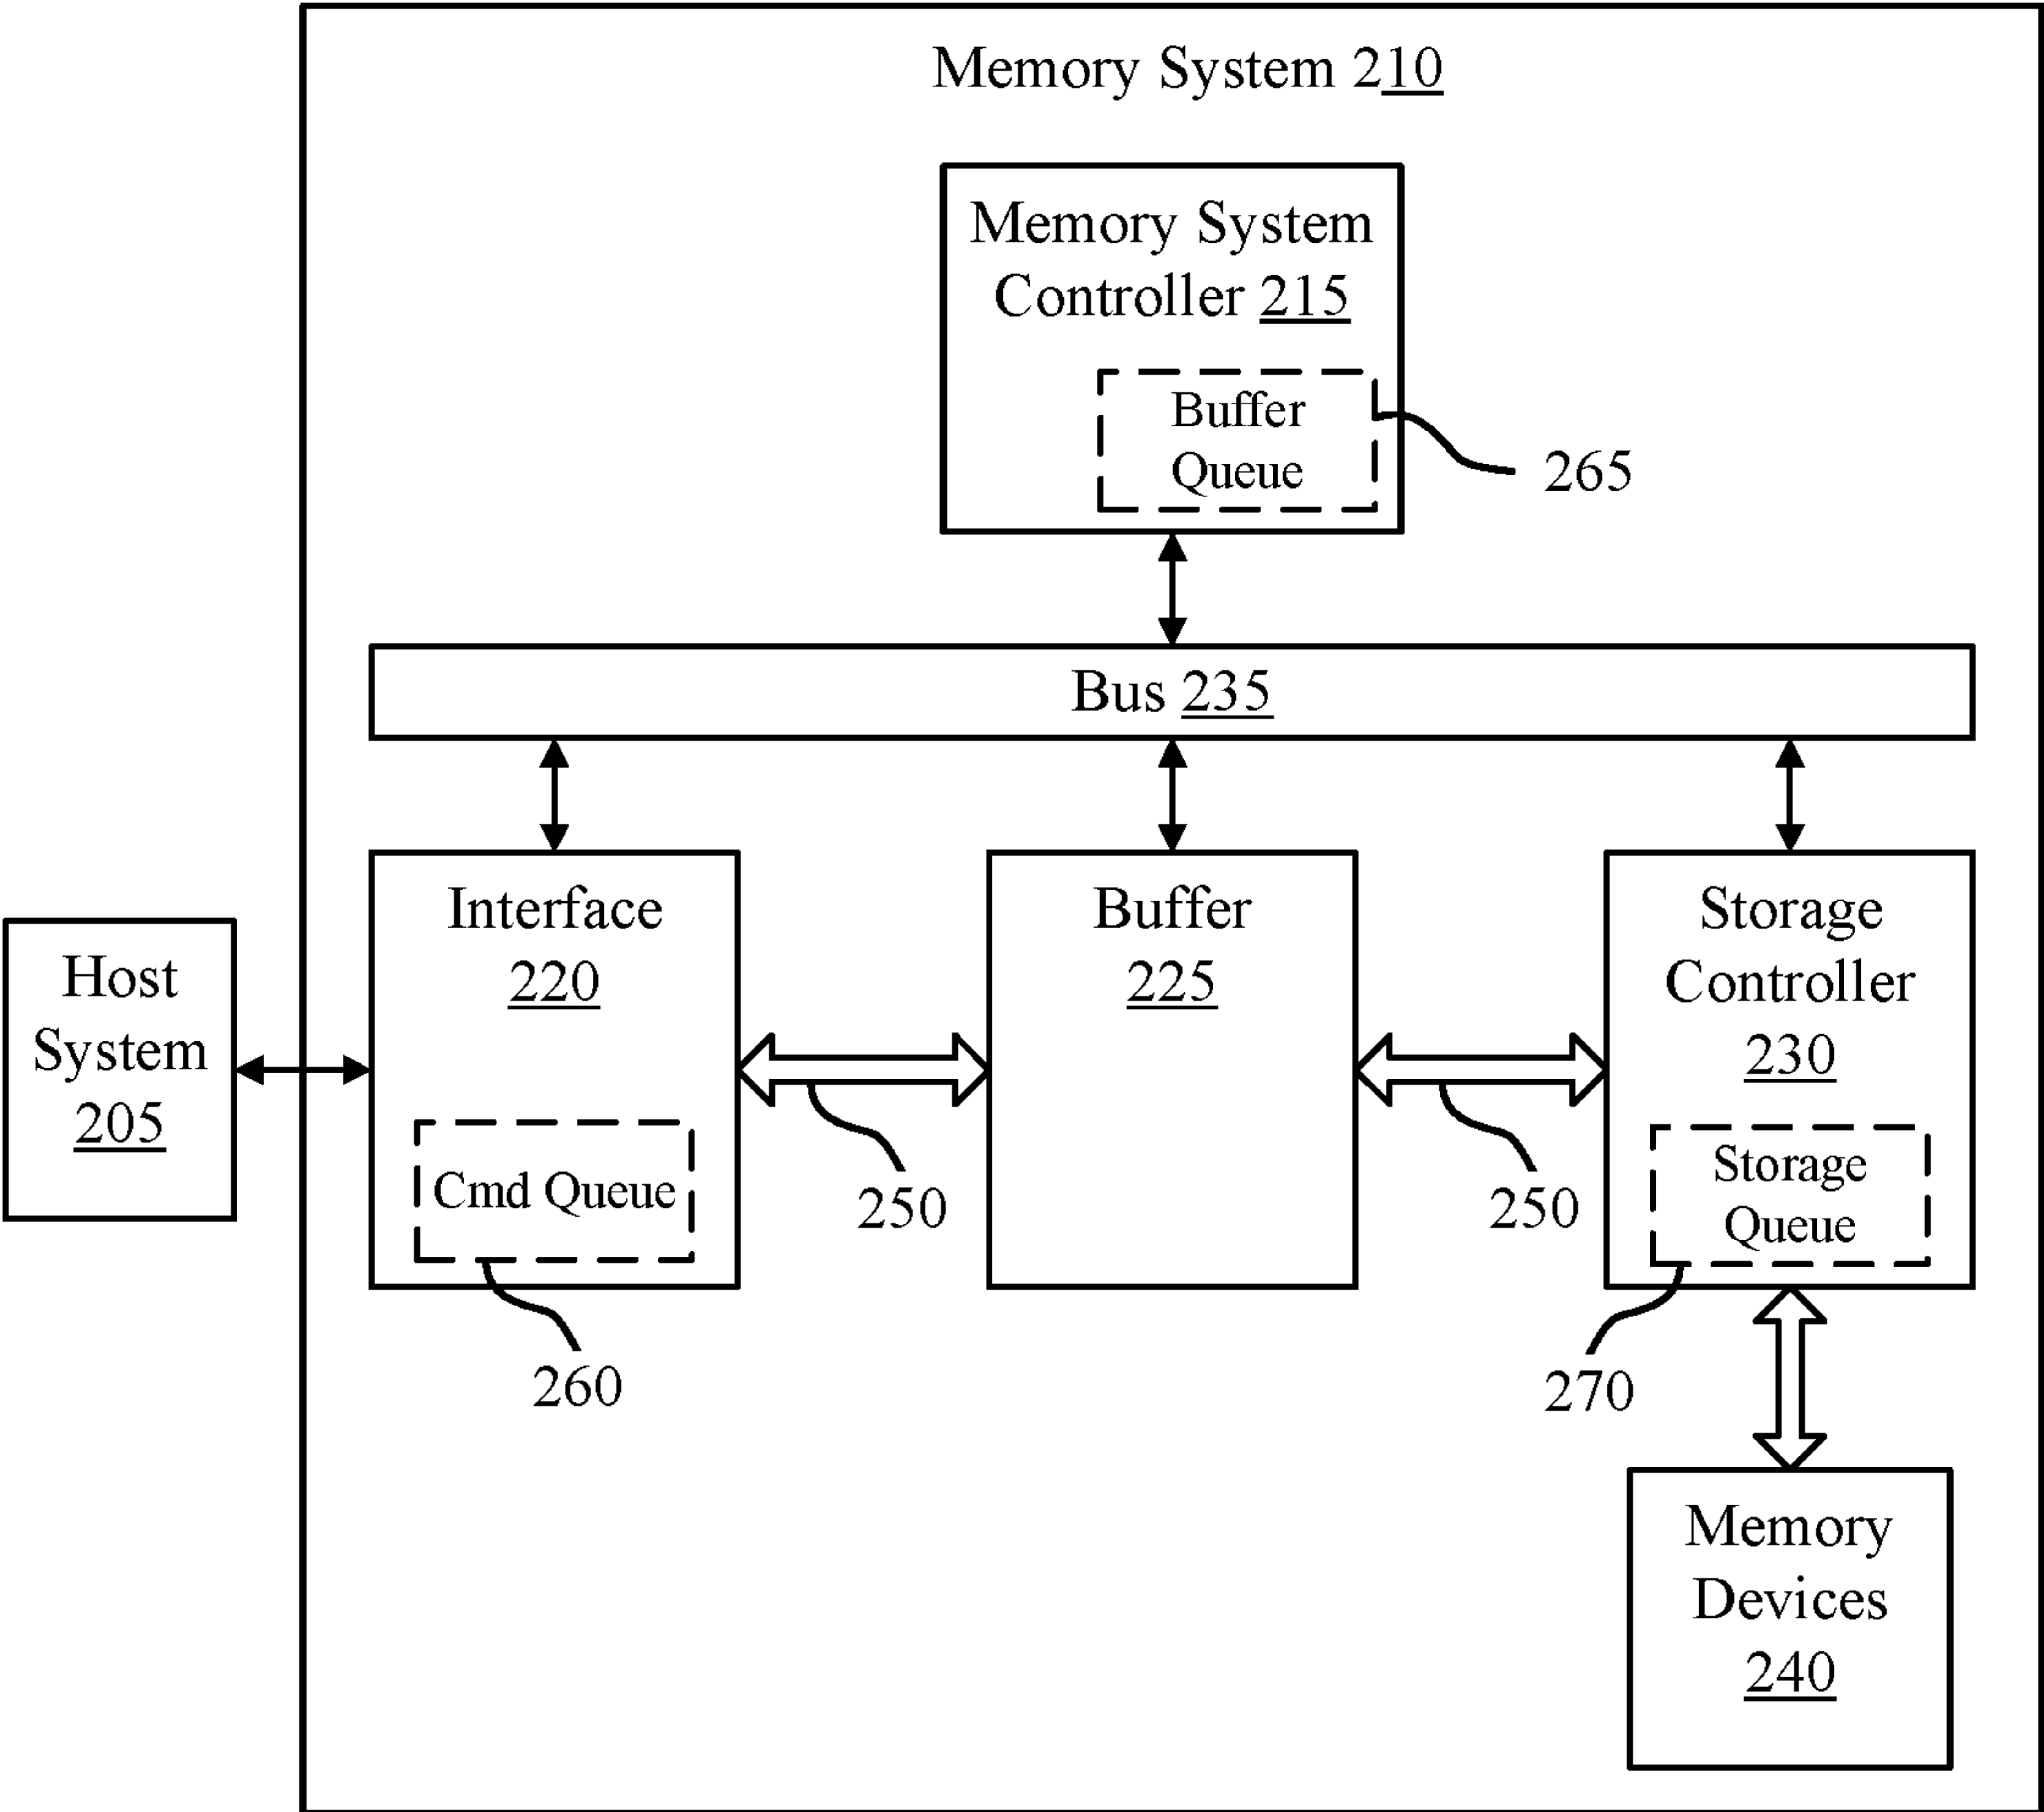 Memory System 210
Memory System
Controller 215
Buffer
Queue
265
Bus 235
Host
System
205
Interface
220
Cmd Queue
260
250
Buffer
225
250
Storage
Controller
230
Storage
Queue
270
Memory
Devices
240